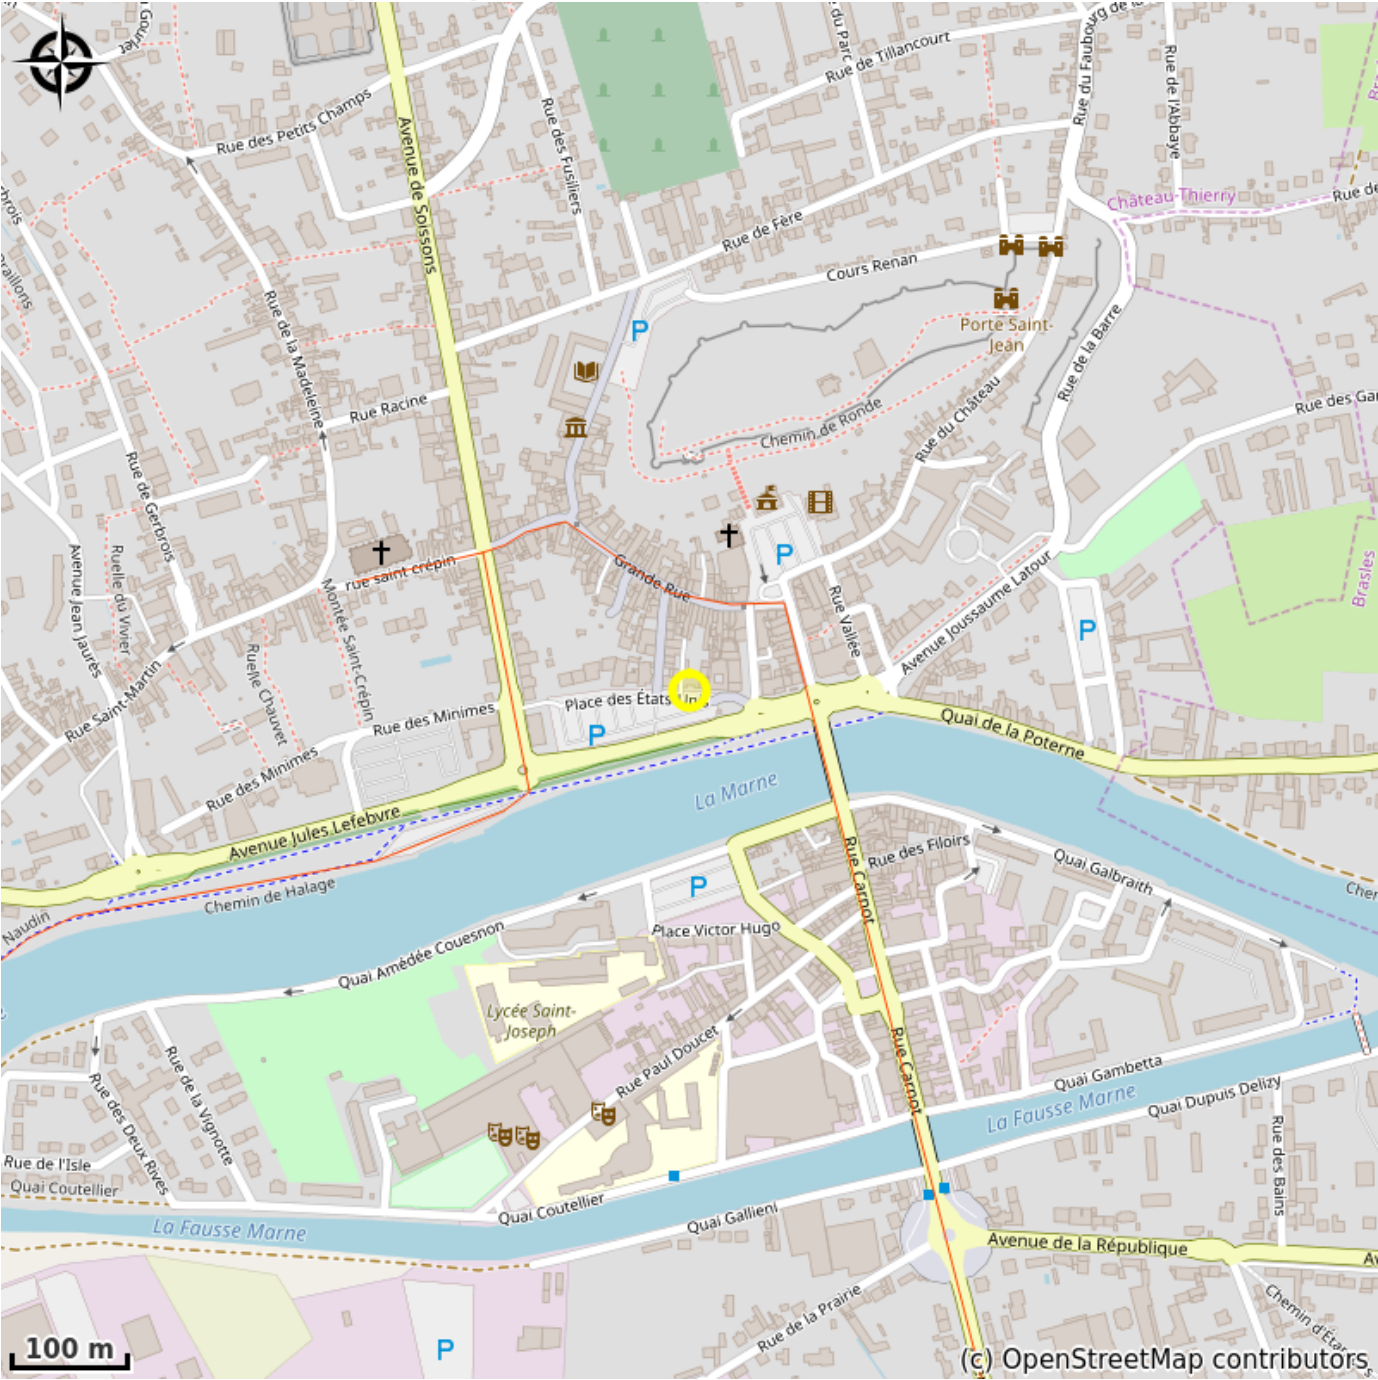 Rue de Tillancourt
Rue du Faubourg de
Rue de l'Abbaye
Rue des Petits Champs
Rue des Fusiliers
Avenue de Soissons
Château-Thierry
Rue de Fère
Cours Renan
Rue de la Madeleine
P
Porte Saint-
Jean
Rue de la Barre
Rue Racine
Chemin de Ronde
Rue du Château
Rue des Gar
Rue de Gerbrois
P
Grande Rue
rue saint crépin
Avenue Jean Jaurès
Ruelle du Vivier
Montée Saint-Crépin
Rue Vallée
Avenue Joussaume Latour
Brasles
P
Ruelle Chauvet
Rue Saint-Martin
Place des États-Unis
Rue des Minimes
P
Quai de la Poterne
Rue des Minimes
La Marne
Avenue Jules Lefebvre
Rue des Filoirs
Rue Carnot
Quai Galbraith
Chemin de Halage
P
Naudin
Place Victor Hugo
Quai Amédée Couesnon
Lycée Saint-
Joseph
Rue Paul Doucet
Rue Carnot
Quai Gambetta
Quai Dupuis Delizy
La Fausse Marne
Rue de la Vignotte
Rue des Deux Rives
Rue des Bains
Rue de l'Isle
Quai Coutellier
Quai Coutellier
Quai Gallieni
La Fausse Marne
Avenue de la République
Rue de la Prairie
Chemin d'Étampes
P
100 m
(c) OpenStreetMap contributors